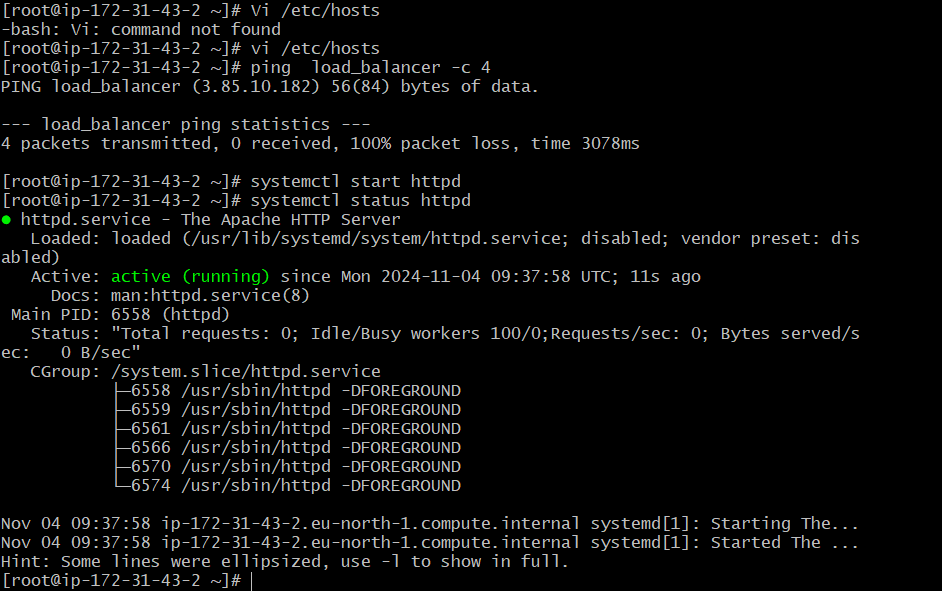 [root@ip-172-31-43-2 ~]# Vi /etc/hosts
-bash: Vi: command not found
[root@ip-172-31-43-2 ~]# vi /etc/hosts
[root@ip-172-31-43-2 ~]# ping  load_balancer -c 4
PING load_balancer (3.85.10.182) 56(84) bytes of data.

--- load_balancer ping statistics ---
4 packets transmitted, 0 received, 100% packet loss, time 3078ms

[root@ip-172-31-43-2 ~]# systemctl start httpd
[root@ip-172-31-43-2 ~]# systemctl status httpd
● httpd.service - The Apache HTTP Server
   Loaded: loaded (/usr/lib/systemd/system/httpd.service; disabled; vendor preset: dis
abled)
   Active: active (running) since Mon 2024-11-04 09:37:58 UTC; 11s ago
     Docs: man:httpd.service(8)
 Main PID: 6558 (httpd)
   Status: "Total requests: 0; Idle/Busy workers 100/0;Requests/sec: 0; Bytes served/s
ec:   0 B/sec"
   CGroup: /system.slice/httpd.service
           ├─6558 /usr/sbin/httpd -DFOREGROUND
           ├─6559 /usr/sbin/httpd -DFOREGROUND
           ├─6561 /usr/sbin/httpd -DFOREGROUND
           ├─6566 /usr/sbin/httpd -DFOREGROUND
           ├─6570 /usr/sbin/httpd -DFOREGROUND
           └─6574 /usr/sbin/httpd -DFOREGROUND

Nov 04 09:37:58 ip-172-31-43-2.eu-north-1.compute.internal systemd[1]: Starting The...
Nov 04 09:37:58 ip-172-31-43-2.eu-north-1.compute.internal systemd[1]: Started The ...
Hint: Some lines were ellipsized, use -l to show in full.
[root@ip-172-31-43-2 ~]#